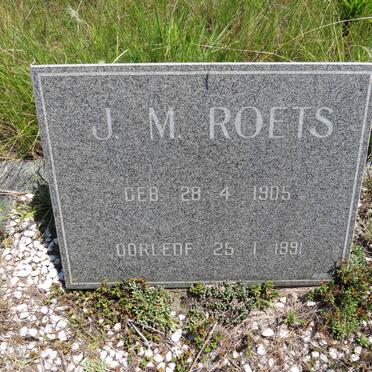 J. M. ROETS
GEB. 28 - 4 - 1905
OORLEDE 25 - 1 - 1991